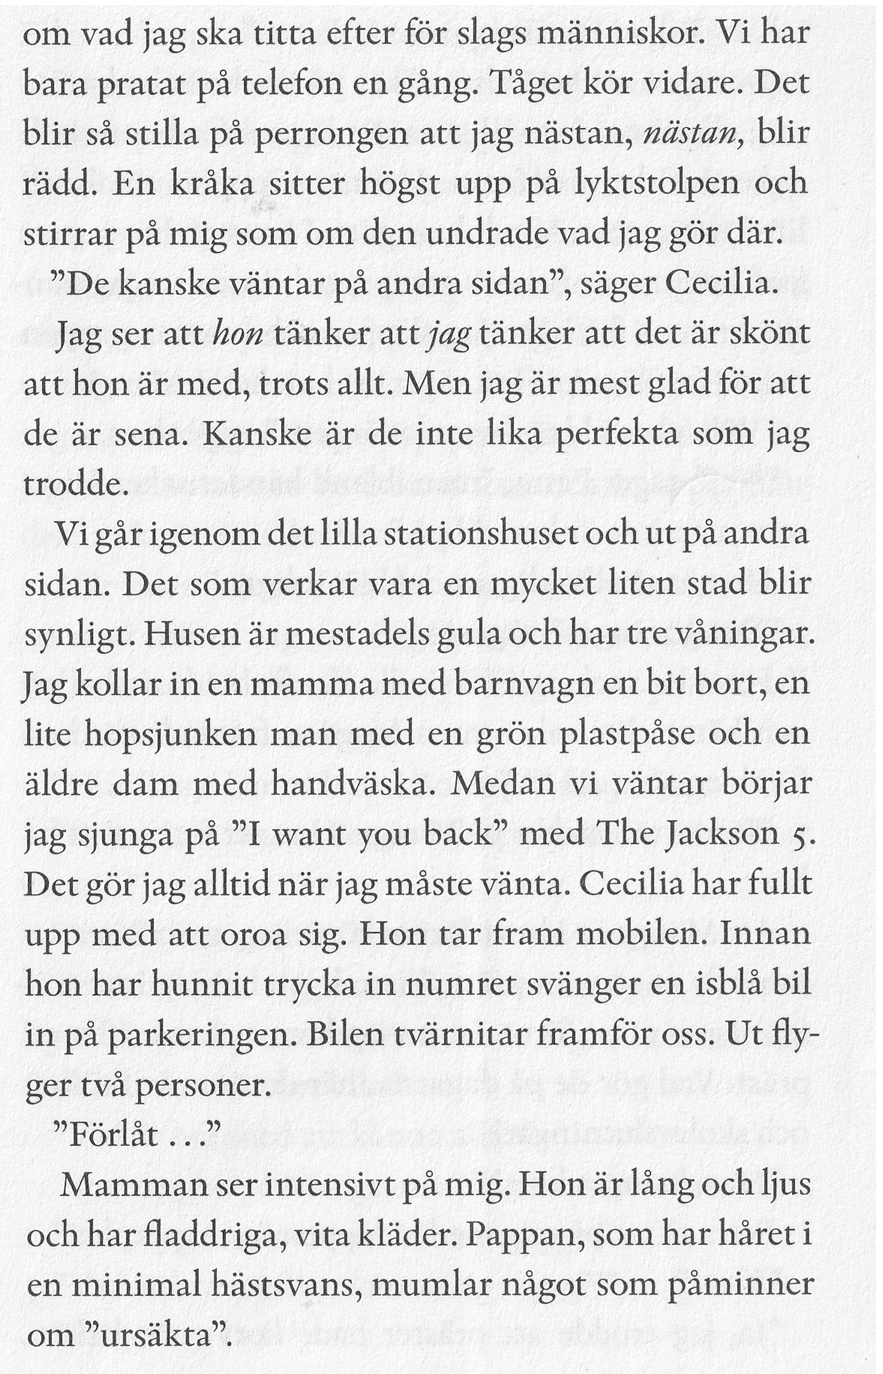 om vad jag ska titta efter för slags människor. Vi har
bara pratat på telefon en gång. Tåget kör vidare. Det
blir så stilla på perrongen att jag nästan, nästan, blir
rädd. En kråka sitter högst upp på lyktstolpen och
stirrar på mig som om den undrade vad jag gör där.
”De kanske väntar på andra sidan”, säger Cecilia.
Jag ser att hon tänker att jag tänker att det är skönt
att hon är med, trots allt. Men jag är mest glad för att
de är sena. Kanske är de inte lika perfekta som jag
trodde.
Vi går igenom det lilla stationshuset och ut på andra
sidan. Det som verkar vara en mycket liten stad blir
synligt. Husen är mestadels gula och har tre våningar.
Jag kollar in en mamma med barnvagn en bit bort, en
lite hopsjunken man med en grön plastpåse och en
äldre dam med handväska. Medan vi väntar börjar
jag sjunga på ”I want you back” med The Jackson 5.
Det gör jag alltid när jag måste vänta. Cecilia har fullt
upp med att oroa sig. Hon tar fram mobilen. Innan
hon har hunnit trycka in numret svänger en isblå bil
in på parkeringen. Bilen tvärnitar framför oss. Ut fly-
ger två personer.
”Förlåt ...”
Mamman ser intensivt på mig. Hon är lång och ljus
och har fladdriga, vita kläder. Pappan, som har håret i
en minimal hästsvans, mumlar något som påminner
om ”ursäkta”.